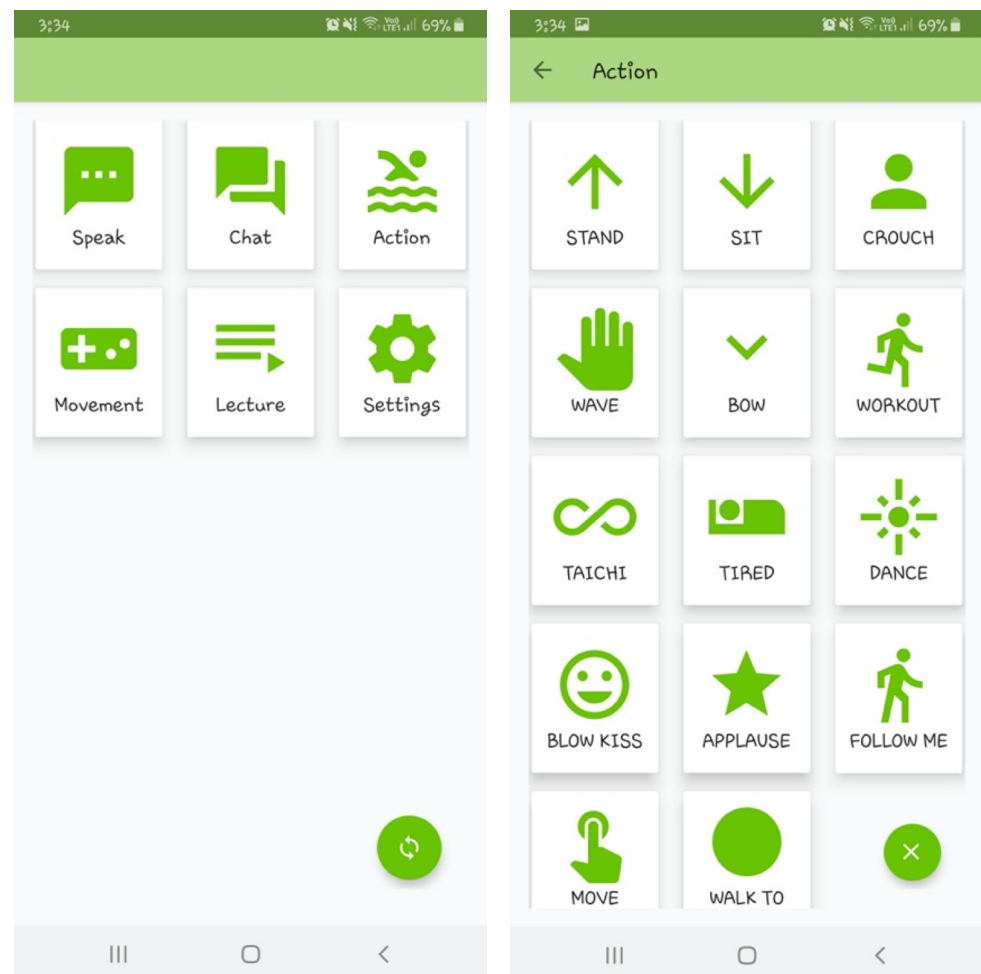 3:34
69%
Speak
Chat
Action
Movement
Lecture
Settings
3:34
69%
Action
STAND
SIT
CROUCH
WAVE
BOW
WORKOUT
TAICHI
TIRED
DANCE
BLOW KISS
APPLAUSE
FOLLOW ME
MOVE
WALK TO